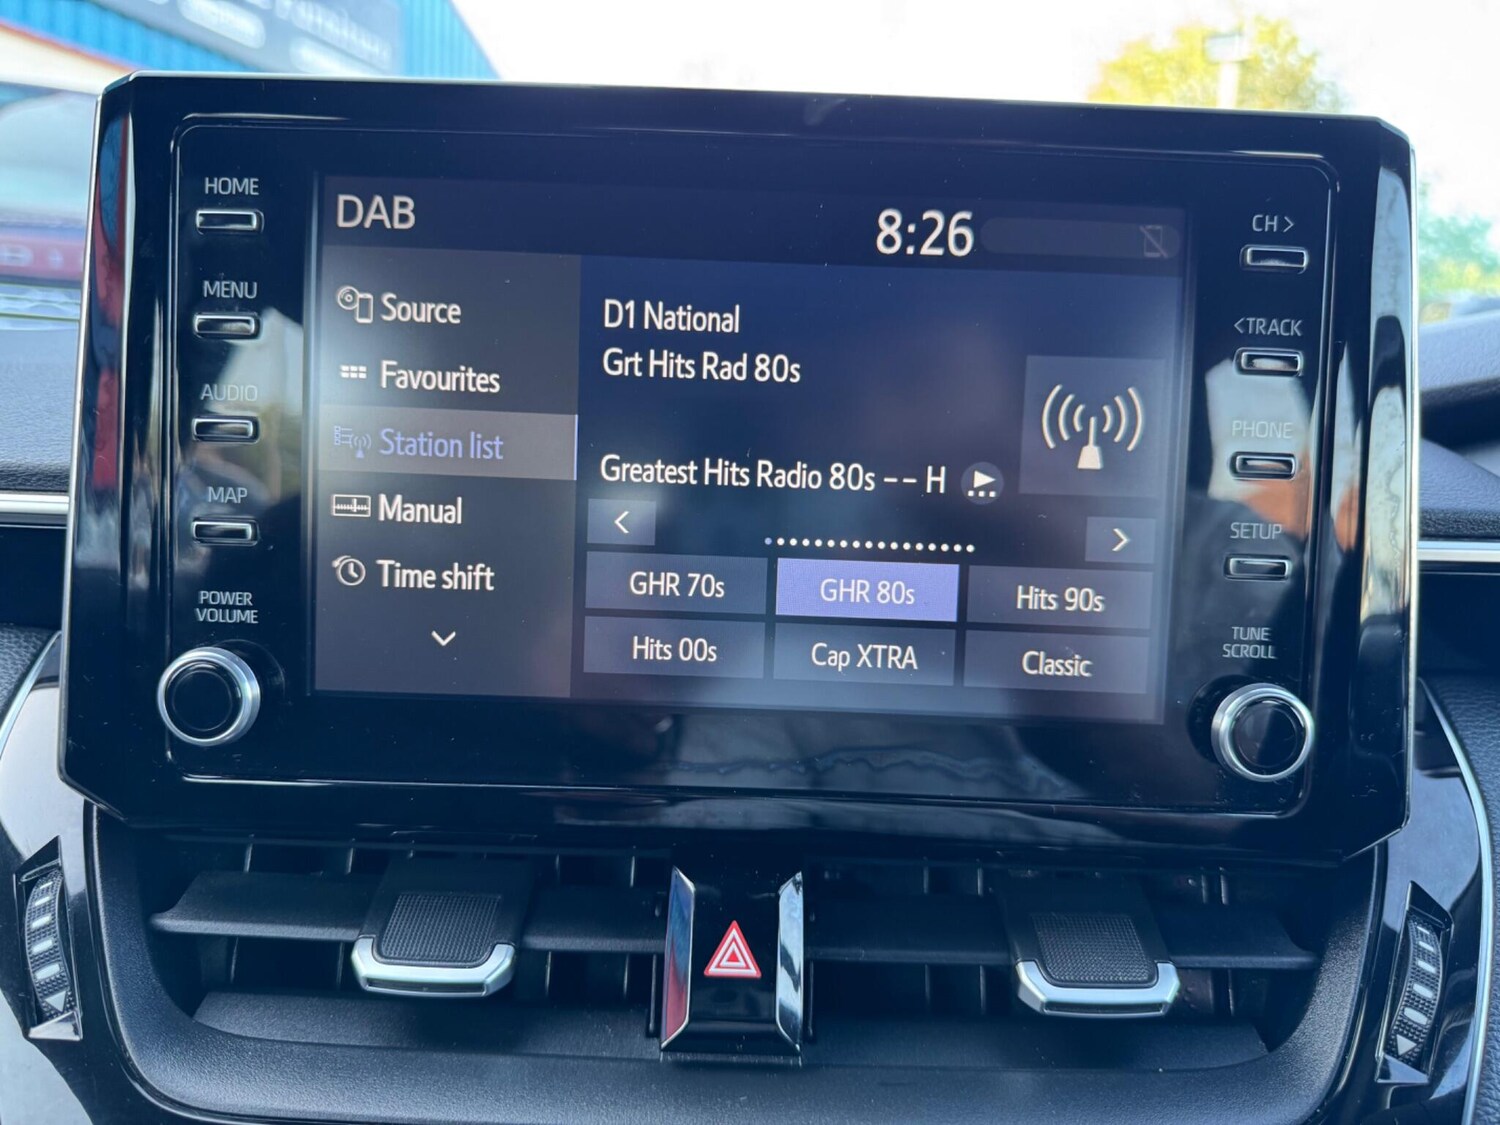 HOME
MENU
AUDIO
MAP
POWER
VOLUME
DAB
8:26
Source
Favourites
Station list
Manual
Time shift
D1 National
Grt Hits Rad 80s
Greatest Hits Radio 80s -- H
GHR 70s
GHR 80s
Hits 90s
Hits 00s
Cap XTRA
Classic
CH >
<TRACK
PHONE
SETUP
TUNE
SCROLL